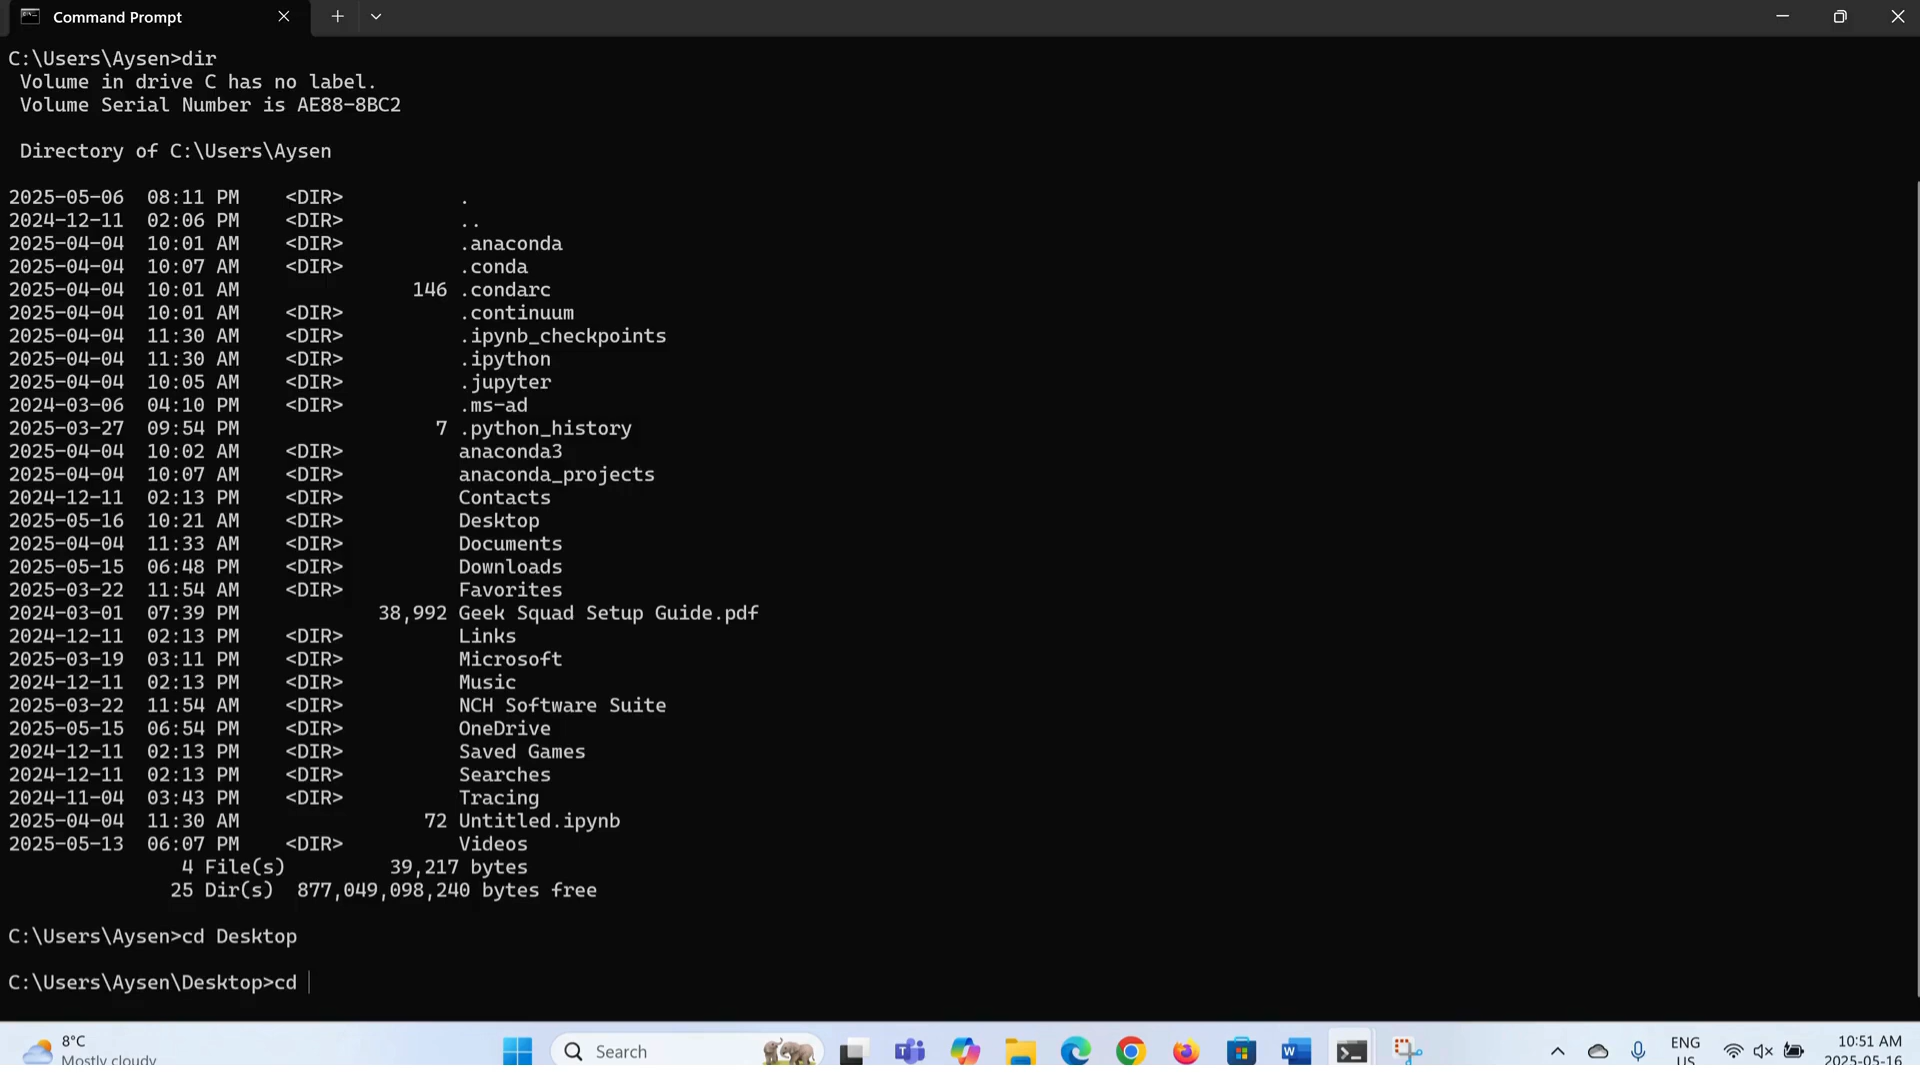 Command Prompt
C:\Users\Aysen>dir
Volume in drive C has no label.
Volume Serial Number is AE88-8BC2
Directory of C:\Users\Aysen
2025-05-06 08:11 PM <DIR> .
2024-12-11 02:06 PM <DIR> ..
2025-04-04 10:01 AM <DIR> .anaconda
2025-04-04 10:07 AM <DIR> .conda
2025-04-04 10:01 AM 146 .condarc
2025-04-04 10:01 AM <DIR> .continuum
2025-04-04 11:30 AM <DIR> .ipynb_checkpoints
2025-04-04 11:30 AM <DIR> .ipython
2025-04-04 10:05 AM <DIR> .jupyter
2024-03-06 04:10 PM <DIR> .ms-ad
2025-03-27 09:54 PM 7 .python_history
2025-04-04 10:02 AM <DIR> anaconda3
2025-04-04 10:07 AM <DIR> anaconda_projects
2024-12-11 02:13 PM <DIR> Contacts
2025-05-16 10:21 AM <DIR> Desktop
2025-04-04 11:33 AM <DIR> Documents
2025-05-15 06:48 PM <DIR> Downloads
2025-03-22 11:54 AM <DIR> Favorites
2024-03-01 07:39 PM 38,992 Geek Squad Setup Guide.pdf
2024-12-11 02:13 PM <DIR> Links
2025-03-19 03:11 PM <DIR> Microsoft
2024-12-11 02:13 PM <DIR> Music
2025-03-22 11:54 AM <DIR> NCH Software Suite
2025-05-15 06:54 PM <DIR> OneDrive
2024-12-11 02:13 PM <DIR> Saved Games
2024-12-11 02:13 PM <DIR> Searches
2024-11-04 03:43 PM <DIR> Tracing
2025-04-04 11:30 AM 72 Untitled.ipynb
2025-05-13 06:07 PM <DIR> Videos
4 File(s) 39,217 bytes
25 Dir(s) 877,049,098,240 bytes free
C:\Users\Aysen>cd Desktop
C:\Users\Aysen\Desktop>cd
8°C
Mostly cloudy
Search
ENG
US
10:51 AM
2025-05-16